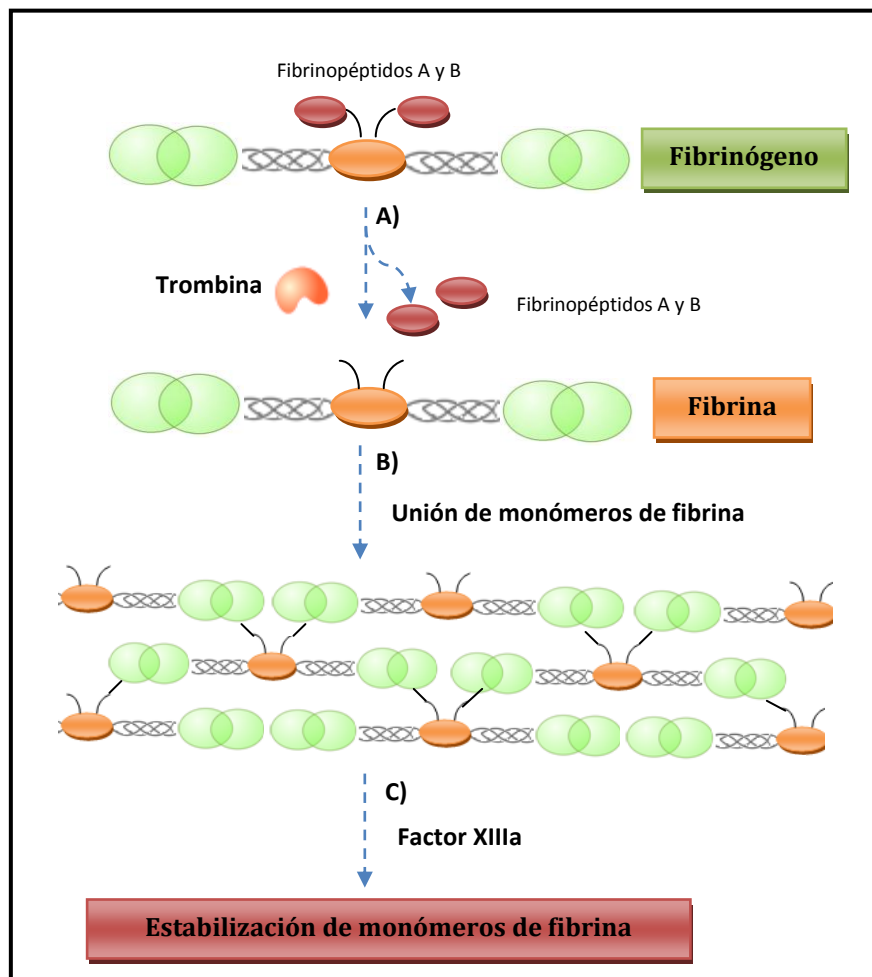 Fibrinopéptidos A y B
Fibrinógeno
A)
Trombina
Fibrinopéptidos A y B
Fibrina
B)
Unión de monómeros de fibrina
C)
Factor XIIIa
Estabilización de monómeros de fibrina